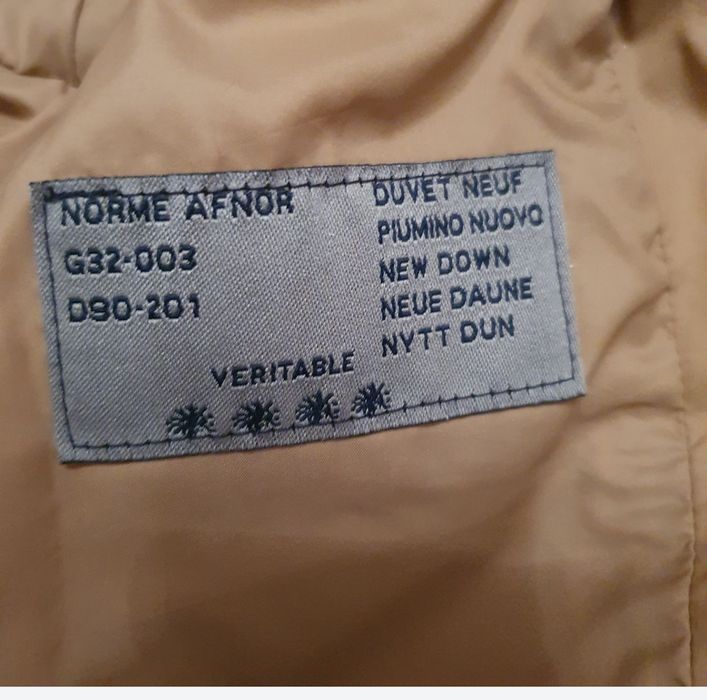 NORME AFNOR
G32-003
D90-201
DUVET NEUF
PIUMINO NUOVO
NEW DOWN
NEUE DAUNE
NYTT DUN
VERITABLE